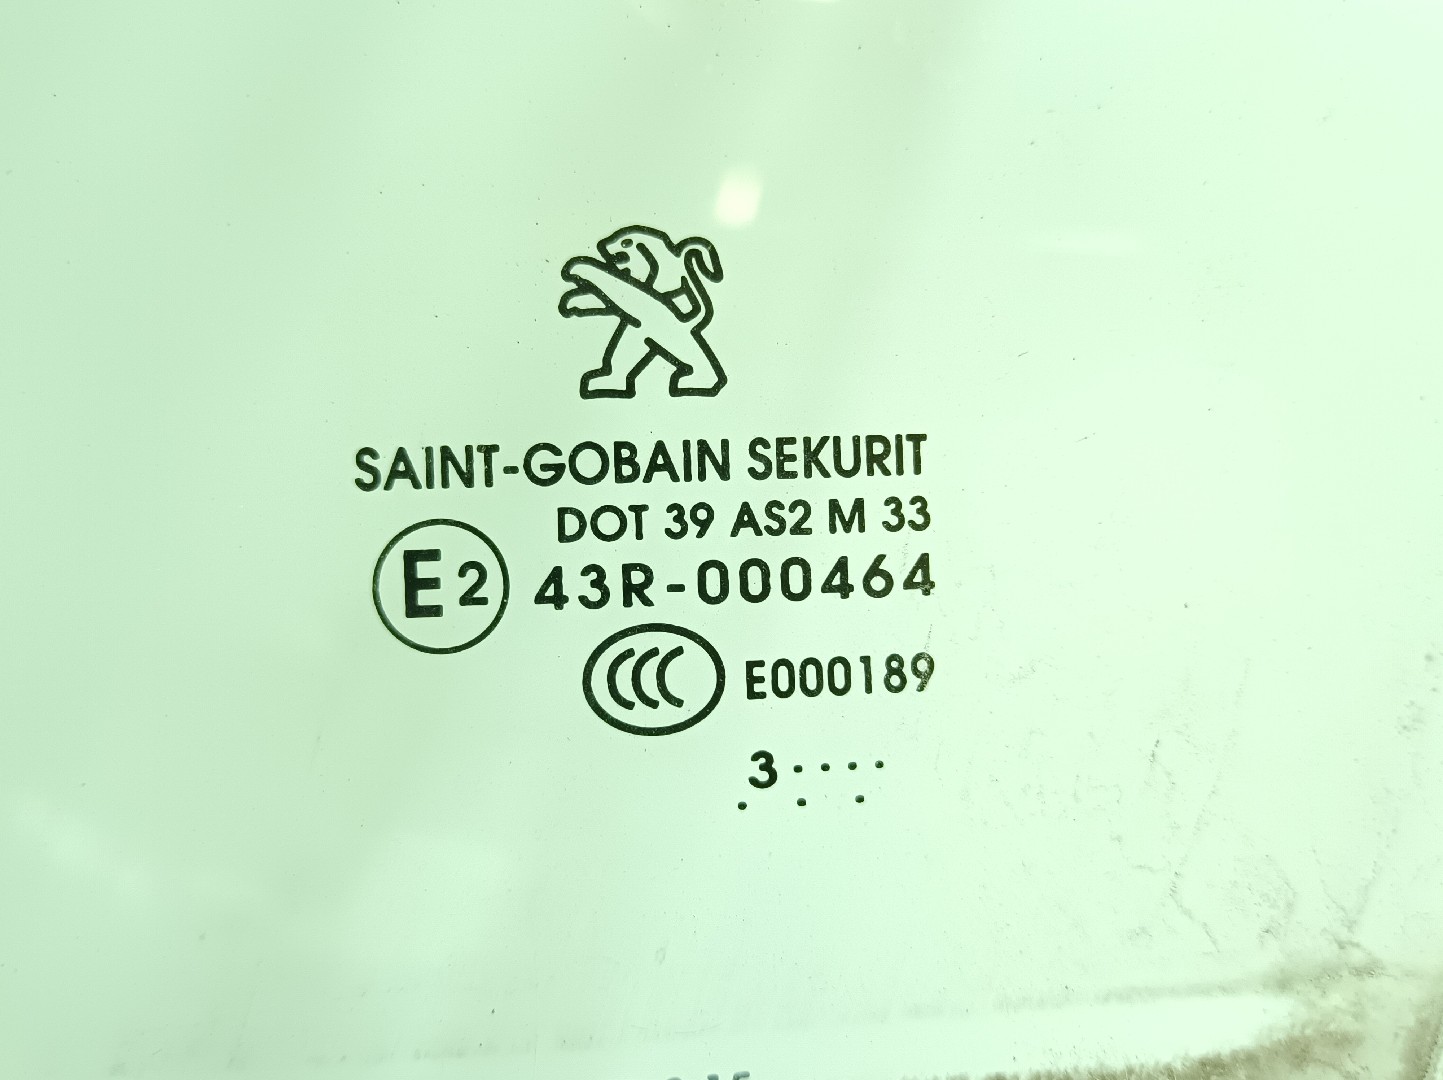 SAINT-GOBAIN SEKURIT
DOT 39 AS2 M 33
E2 43R-000464
CCC E000189
3 ....
. . .